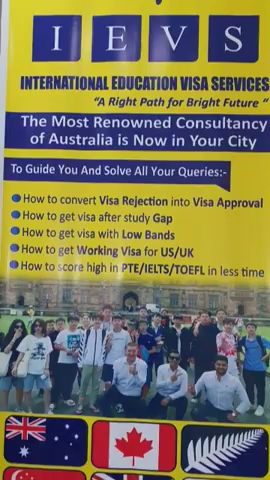 I E V S
INTERNATIONAL EDUCATION VISA SERVICES
"A Right Path for Bright Future "
The Most Renowned Consultancy
of Australia is Now in Your City
To Guide You And Solve All Your Queries:-
How to convert Visa Rejection into Visa Approval
How to get visa after study Gap
How to get visa with Low Bands
How to get Working Visa for US/UK
How to score high in PTE/IELTS/TOEFL in less time